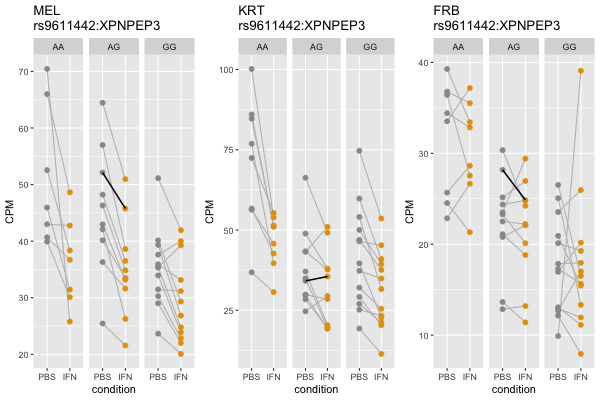 MEL
rs9611442:XPNPEP3
AA AG GG
70
60
50
40
30
20
CPM
PBS IFN PBS IFN PBS IFN
condition
KRT
rs9611442:XPNPEP3
AA AG GG
100
75
50
25
CPM
PBS IFN PBS IFN PBS IFN
condition
FRB
rs9611442:XPNPEP3
AA AG GG
40
30
20
10
CPM
PBS IFN PBS IFN PBS IFN
condition